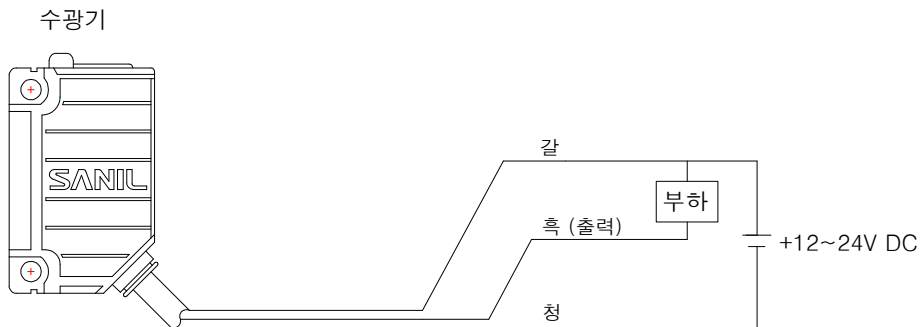 수광기
SANIL
갈
부하
흑 (출력)
+12~24V DC
청